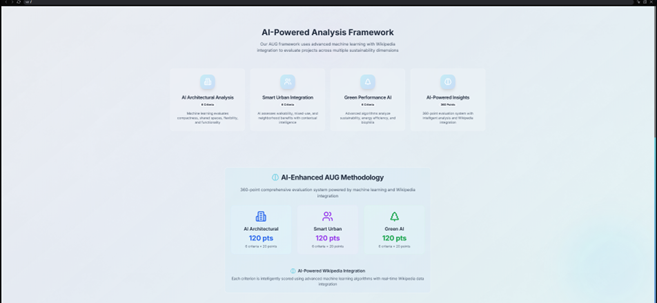 AI-Powered Analysis Framework
Our AUG framework uses advanced machine learning with Wikipedia
integration to evaluate projects across multiple sustainability dimensions
AI Architectural Analysis
6 Criteria
Machine learning evaluates
compactness, shared spaces, flexibility,
and functionality.
Smart Urban Integration
6 Criteria
AI analyzes walkability, mixed use, and
neighborhood benefits with contextual
intelligence.
Green Performance AI
6 Criteria
Advanced algorithms analyze
sustainability, energy efficiency, and
AI-Powered Insights
360 Points
360-point evaluation system with
intelligent analysis and Wikipedia
integration.
AI-Enhanced AUG Methodology
360-point comprehensive evaluation system powered by machine learning and Wikipedia
integration
AI Architectural
120 pts
6 criteria × 20 points
Smart Urban
120 pts
6 criteria × 20 points
Green AI
120 pts
6 criteria × 20 points
AI-Powered Wikipedia Integration
Each criterion is intelligently scored using advanced machine learning algorithms with real-time Wikipedia data
integration